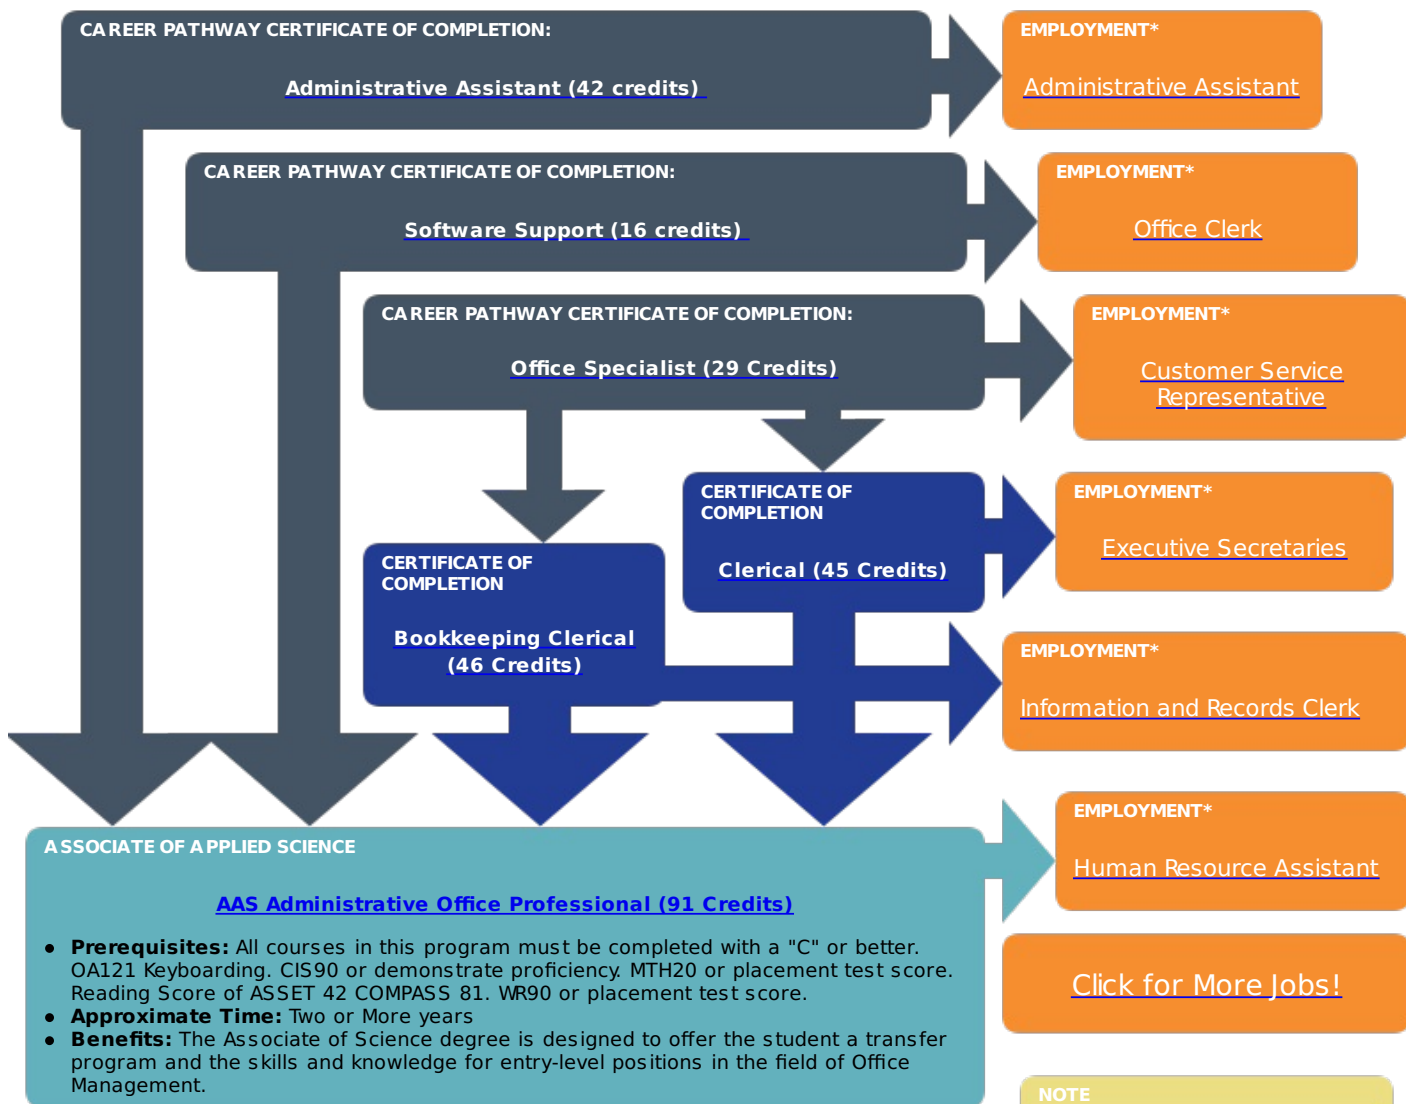 CAREER PATHWAY CERTIFICATE OF COMPLETION:
Administrative Assistant (42 credits)
EMPLOYMENT*
Administrative Assistant
CAREER PATHWAY CERTIFICATE OF COMPLETION:
Software Support (16 credits)
EMPLOYMENT*
Office Clerk
CAREER PATHWAY CERTIFICATE OF COMPLETION:
Office Specialist (29 Credits)
EMPLOYMENT*
Customer Service
Representative
CERTIFICATE OF
COMPLETION
Clerical (45 Credits)
EMPLOYMENT*
Executive Secretaries
CERTIFICATE OF
COMPLETION
Bookkeeping Clerical
(46 Credits)
EMPLOYMENT*
Information and Records Clerk
ASSOCIATE OF APPLIED SCIENCE
AAS Administrative Office Professional (91 Credits)
• Prerequisites: All courses in this program must be completed with a "C" or better.
OA121 Keyboarding. CIS90 or demonstrate proficiency. MTH20 or placement test score.
Reading Score of ASSET 42 COMPASS 81. WR90 or placement test score.
• Approximate Time: Two or More years
• Benefits: The Associate of Science degree is designed to offer the student a transfer
program and the skills and knowledge for entry-level positions in the field of Office
Management.
EMPLOYMENT*
Human Resource Assistant
Click for More Jobs!
NOTE